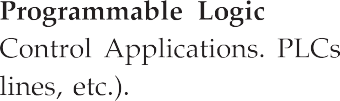 Programmable Logic
Control Applications. PLCs
lines, etc.).